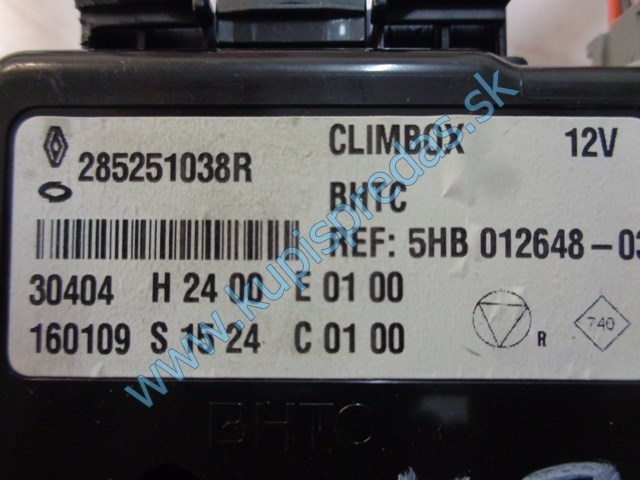 CLIMBOX 12V
285251038R
BHTC
REF: 5HB 012648-03
30404 H 24 00 E 01 00
160109 S 15 24 C 01 00
R
740
BHTC
www.kupispredas.sk